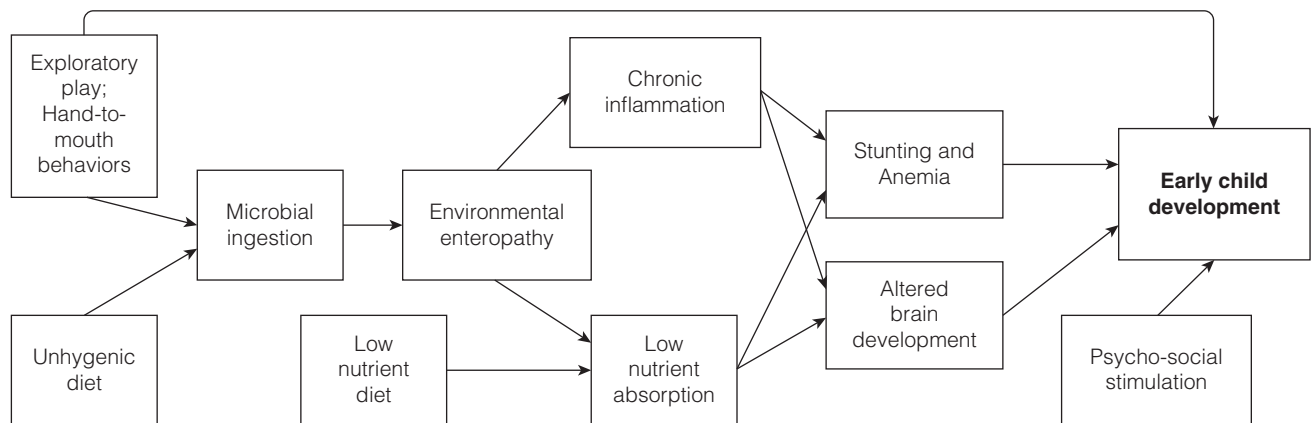 Exploratory
play;
Hand-to-
mouth
behaviors
Chronic
inflammation
Stunting and
Anemia
Early child
development
Microbial
ingestion
Environmental
enteropathy
Altered
brain
development
Unhygenic
diet
Low
nutrient
diet
Low
nutrient
absorption
Psycho-social
stimulation